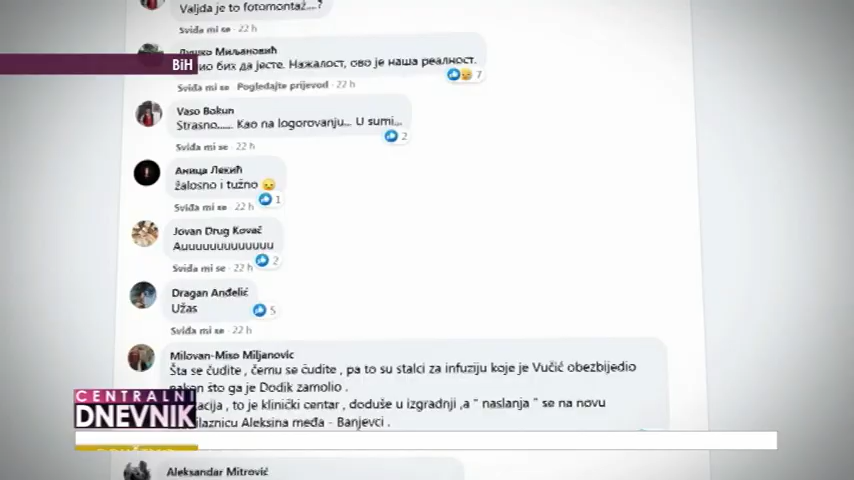 Valjda je to fotomontaž...?
Sviđa mi se · 22 h
Душко Миљановић
ио бих да јесте. Нажалост, ово је наша реалност.
7
Sviđa mi se · Pogledajte prijevod · 22 h
BiH
Vaso Bokun
Strasno...... Kao na logorovanju... U sumi...
2
Sviđa mi se · 22 h
Аница Лекић
žalosno i tužno
1
Sviđa mi se · 22 h
Jovan Drug Kovač
Auuuuuuuuuuuuu
2
Sviđa mi se · 22 h
Dragan Anđelić
Užas
5
Sviđa mi se · 22 h
Milovan-Miso Miljanovic
Šta se čudite , čemu se čudite , pa to su stalci za infuziju koje je Vučić obezbijedio
nakon što ga je Dodik zamolio .
acija , to je klinički centar , doduše u izgradnji ,a " naslanja " se na novu
ilaznicu Aleksina međa - Banjevci .
CENTRALNI
DNEVNIK
Aleksandar Mitrović